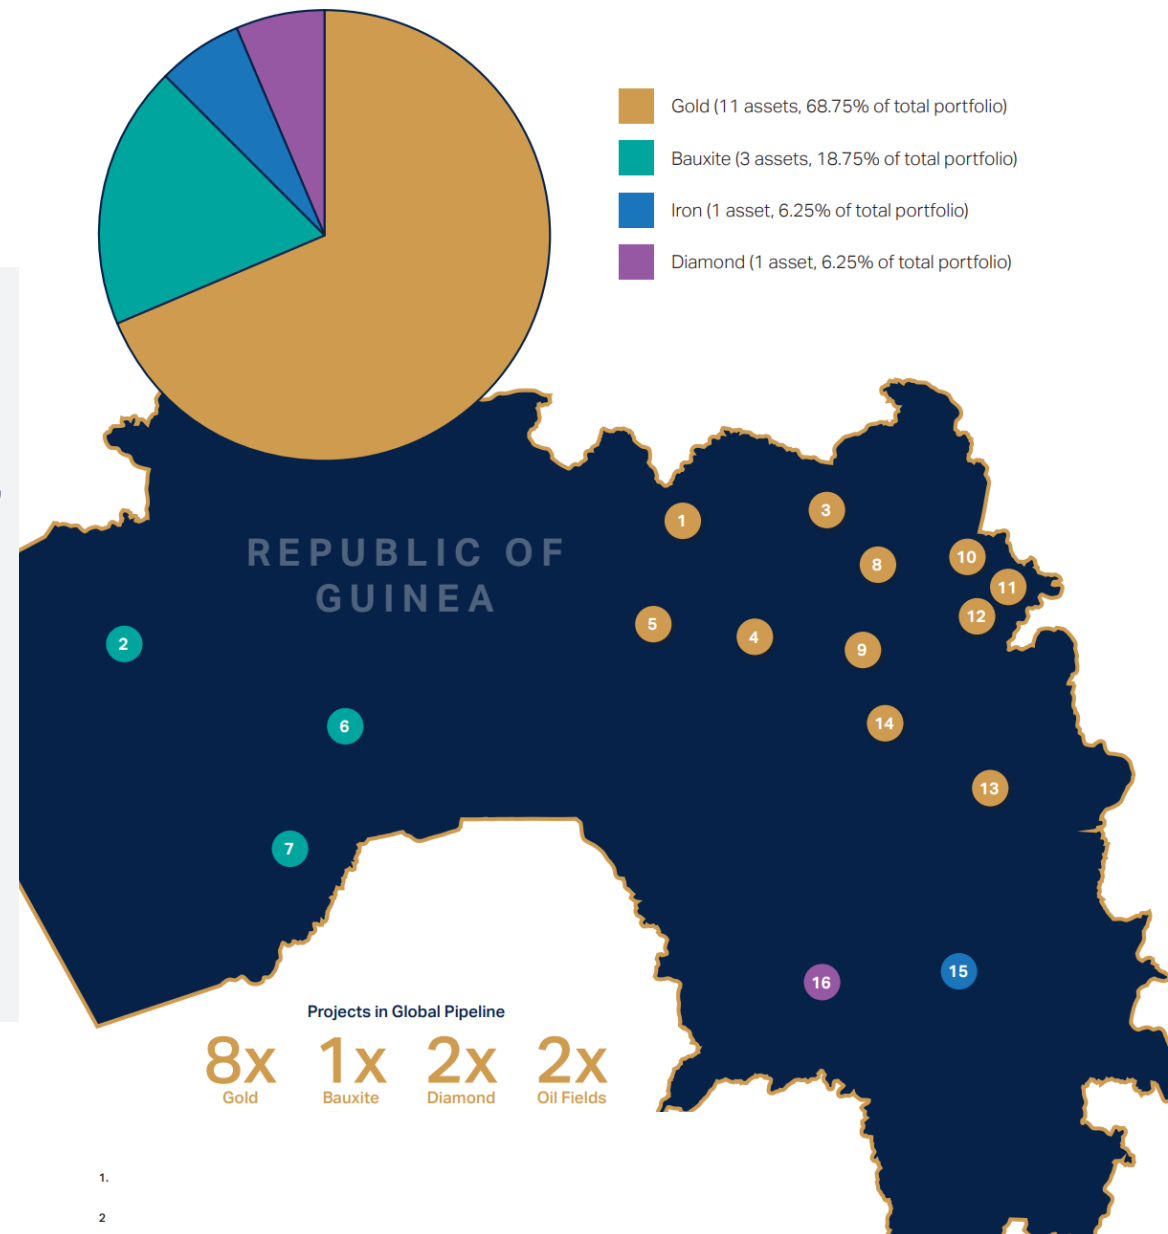 Gold (11 assets, 68.75% of total portfolio)
Bauxite (3 assets, 18.75% of total portfolio)
Iron (1 asset, 6.25% of total portfolio)
Diamond (1 asset, 6.25% of total portfolio)
REPUBLIC OF
GUINEA
1
3
8
10
11
12
5
4
9
2
6
14
13
7
16
15
Projects in Global Pipeline
8x 1x 2x 2x
Gold Bauxite Diamond Oil Fields
1.
2